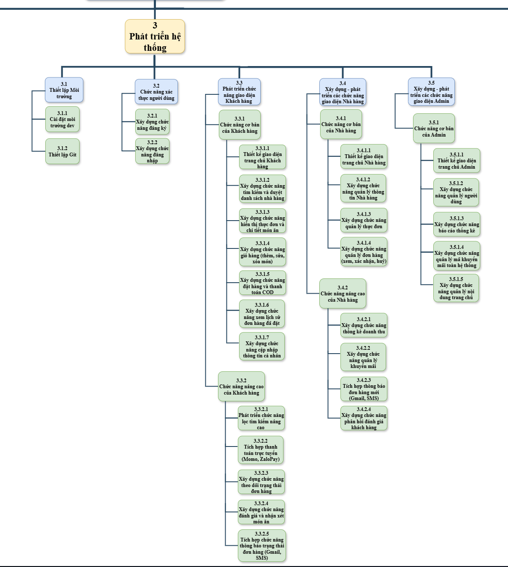 3
Phát triển hệ
thống
3.1
Thiết lập Môi
trường
3.1.1
Cài đặt môi
trường dev
3.1.2
Thiết lập Git
3.2
Chức năng xác
thực người dùng
3.2.1
Xây dựng chức
năng đăng ký
3.2.2
Xây dựng chức
năng đăng
nhập
3.3
Phát triển chức
năng giao diện
Khách hàng
3.3.1
Chức năng cơ bản
của Khách hàng
3.3.1.1
Thiết kế giao diện
trang chủ Khách
hàng
3.3.1.2
Xây dựng chức năng
tìm kiếm và duyệt
danh sách nhà hàng
3.3.1.3
Xây dựng chức năng
hiển thị thực đơn và
chi tiết món ăn
3.3.1.4
Xây dựng chức năng
giỏ hàng (thêm, sửa,
xóa món)
3.3.1.5
Xây dựng chức năng
đặt hàng và thanh
toán COD
3.3.1.6
Xây dựng chức
năng xem lịch sử
đơn hàng đã đặt
3.3.1.7
Xây dựng chức
năng cập nhập
thông tin cá nhân
3.3.2
Chức năng nâng cao
của Khách hàng
3.3.2.1
Phát triển chức năng
lọc tìm kiếm nâng
cao
3.3.2.2
Tích hợp thanh
toán trực tuyến
(Momo, ZaloPay)
3.3.2.3
Xây dựng chức năng
theo dõi trạng thái
đơn hàng
3.3.2.4
Xây dựng chức năng
đánh giá và nhận xét
món ăn
3.3.2.5
Tích hợp chức năng
thông báo trạng thái
đơn hàng (Gmail,
SMS)
3.4
Xây dựng - phát
triển các chức năng
giao diện Nhà hàng
3.4.1
Chức năng cơ bản
của Nhà hàng
3.4.1.1
Thiết kế giao diện
trang chủ Nhà hàng
3.4.1.2
Xây dựng chức
năng quản lý thông
tin Nhà hàng
3.4.1.3
Xây dựng chức năng
quản lý thực đơn
3.4.1.4
Xây dựng chức năng
quản lý đơn hàng
(xem, xác nhận, huỷ)
3.4.2
Chức năng nâng cao
của Nhà hàng
3.4.2.1
Xây dựng chức năng
thống kê doanh thu
3.4.2.2
Xây dựng chức
năng quản lý
khuyến mãi
3.4.2.3
Tích hợp thông báo
đơn hàng mới
(Gmail, SMS)
3.4.2.4
Xây dựng chức năng
phản hồi đánh giá
khách hàng
3.5
Xây dựng - phát
triển các chức năng
giao diện Admin
3.5.1
Chức năng cơ bản
của Admin
3.5.1.1
Thiết kế giao diện
trang chủ Admin
3.5.1.2
Xây dựng chức
năng quản lý người
dùng
3.5.1.3
Xây dựng chức năng
báo cáo thống kê
3.5.1.4
Xây dựng chức năng
quản lý mã khuyến
mãi toàn hệ thống
3.5.1.5
Xây dựng chức
năng quản lý nội
dung trang chủ